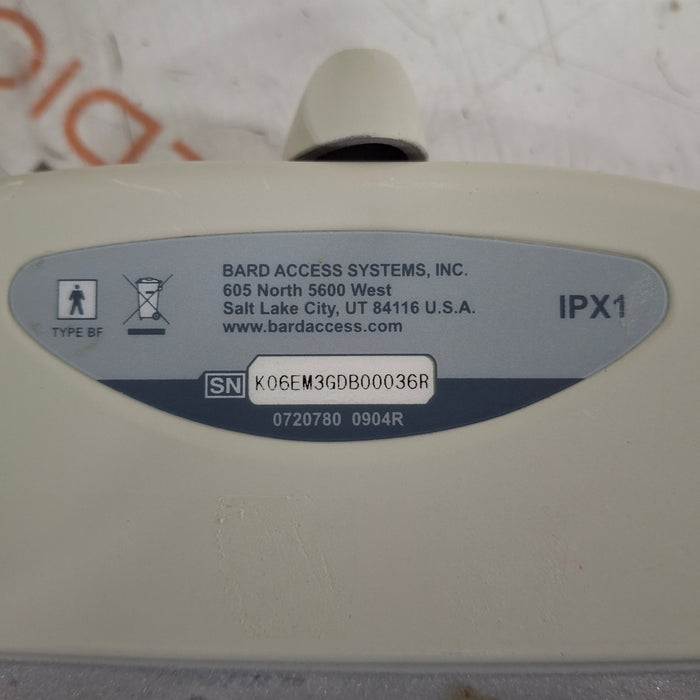 BARD ACCESS SYSTEMS, INC.
605 North 5600 West
Salt Lake City, UT 84116 U.S.A.
www.bardaccess.com
TYPE BF
IPX1
SN K06EM3GDB00036R
0720780 0904R